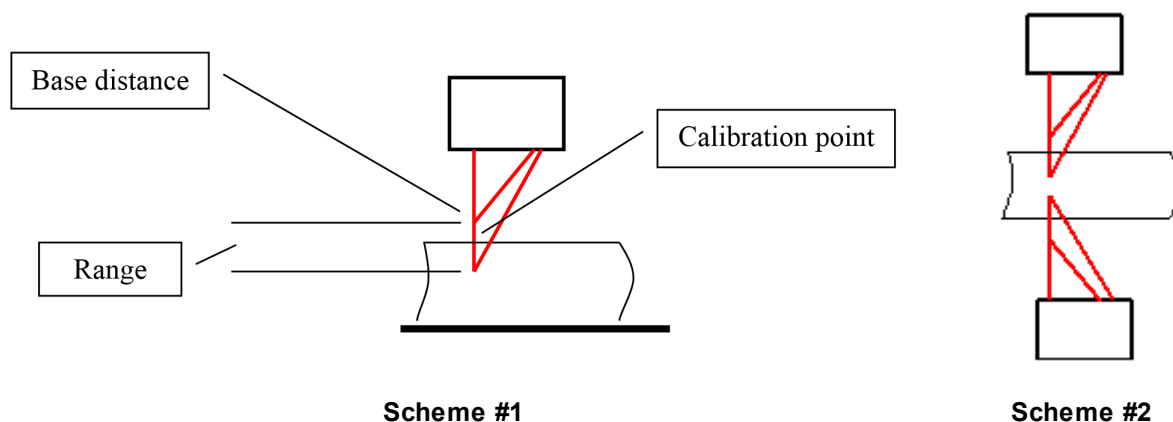 Base distance
Calibration point
Range
Scheme #1
Scheme #2